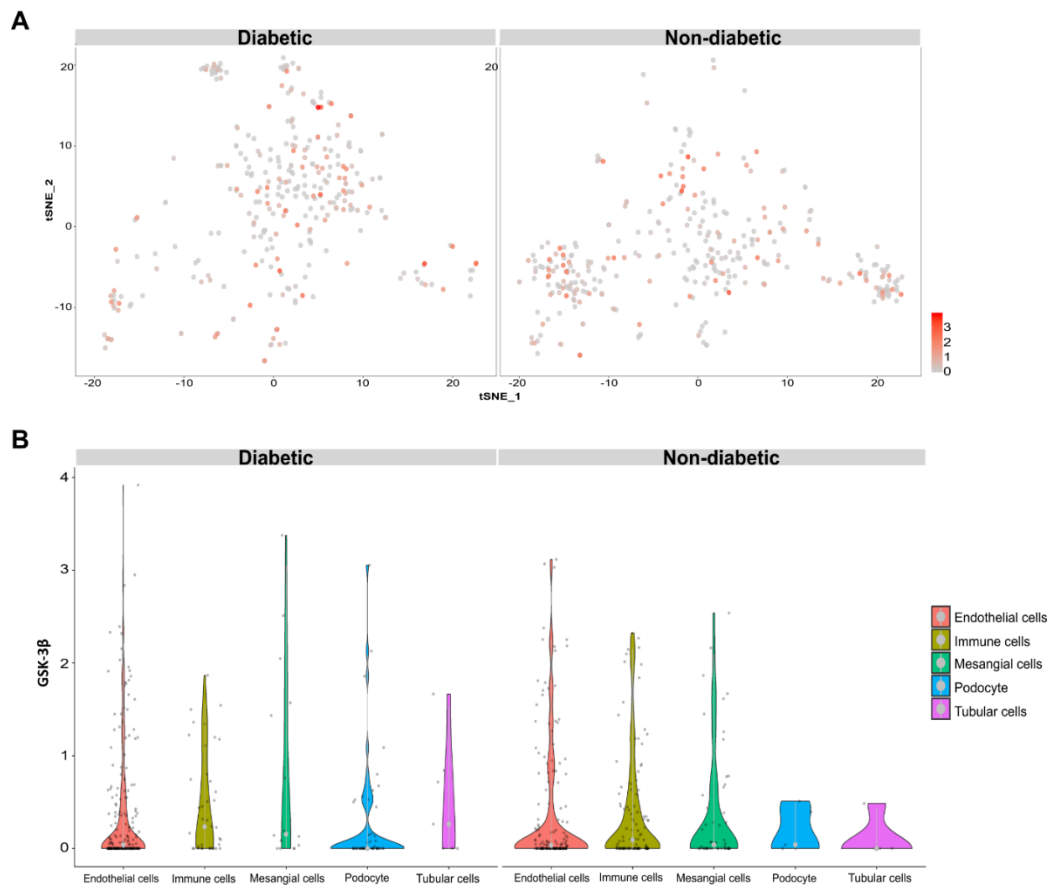 A
Diabetic Non-diabetic
20 20
10
0
-10
tSNE_2
3
2
1
0
-20 -10 0 10 20 -20 -10 0 10 20
tSNE_1
B
Diabetic Non-diabetic
4
3
2
1
0
GSK-3β
Endothelial cells
Immune cells
Mesangial cells
Podocyte
Tubular cells
Endothelial cells Immune cells Mesangial cells Podocyte Tubular cells Endothelial cells Immune cells Mesangial cells Podocyte Tubular cells